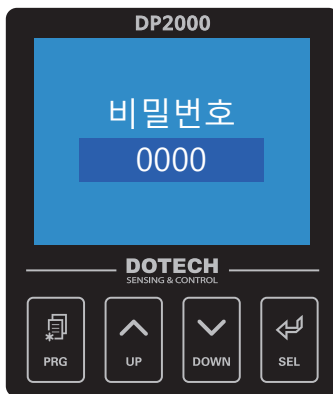 DP2000
비밀번호
0000
DOTECH
SENSING & CONTROL
PRG UP DOWN SEL